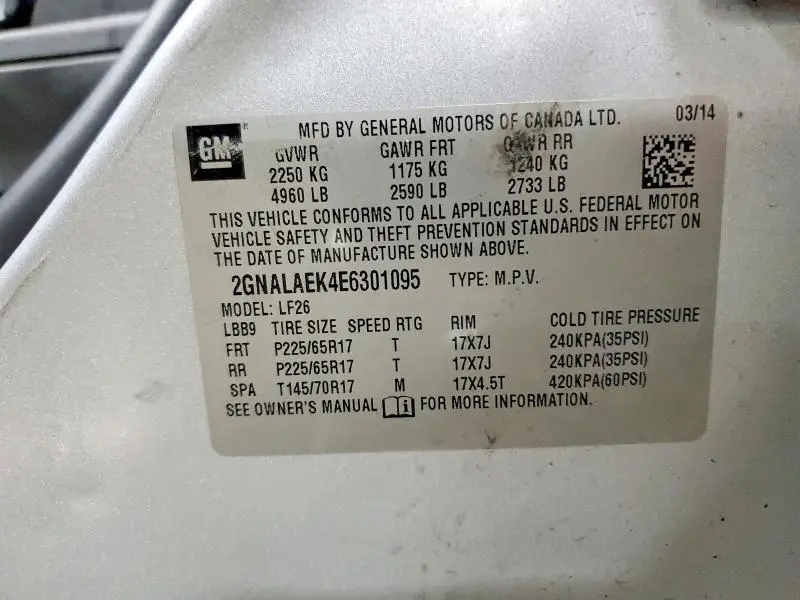 GM
MFD BY GENERAL MOTORS OF CANADA LTD. 03/14
GVWR GAWR FRT GAWR RR
2250 KG 1175 KG 1240 KG
4960 LB 2590 LB 2733 LB
THIS VEHICLE CONFORMS TO ALL APPLICABLE U.S. FEDERAL MOTOR
VEHICLE SAFETY AND THEFT PREVENTION STANDARDS IN EFFECT ON
THE DATE OF MANUFACTURE SHOWN ABOVE.
2GNALAEK4E6301095 TYPE: M.P.V.
MODEL: LF26
LBB9 TIRE SIZE SPEED RTG RIM COLD TIRE PRESSURE
FRT P225/65R17 T 17X7J 240KPA(35PSI)
RR P225/65R17 T 17X7J 240KPA(35PSI)
SPA T145/70R17 M 17X4.5T 420KPA(60PSI)
SEE OWNER'S MANUAL i FOR MORE INFORMATION.